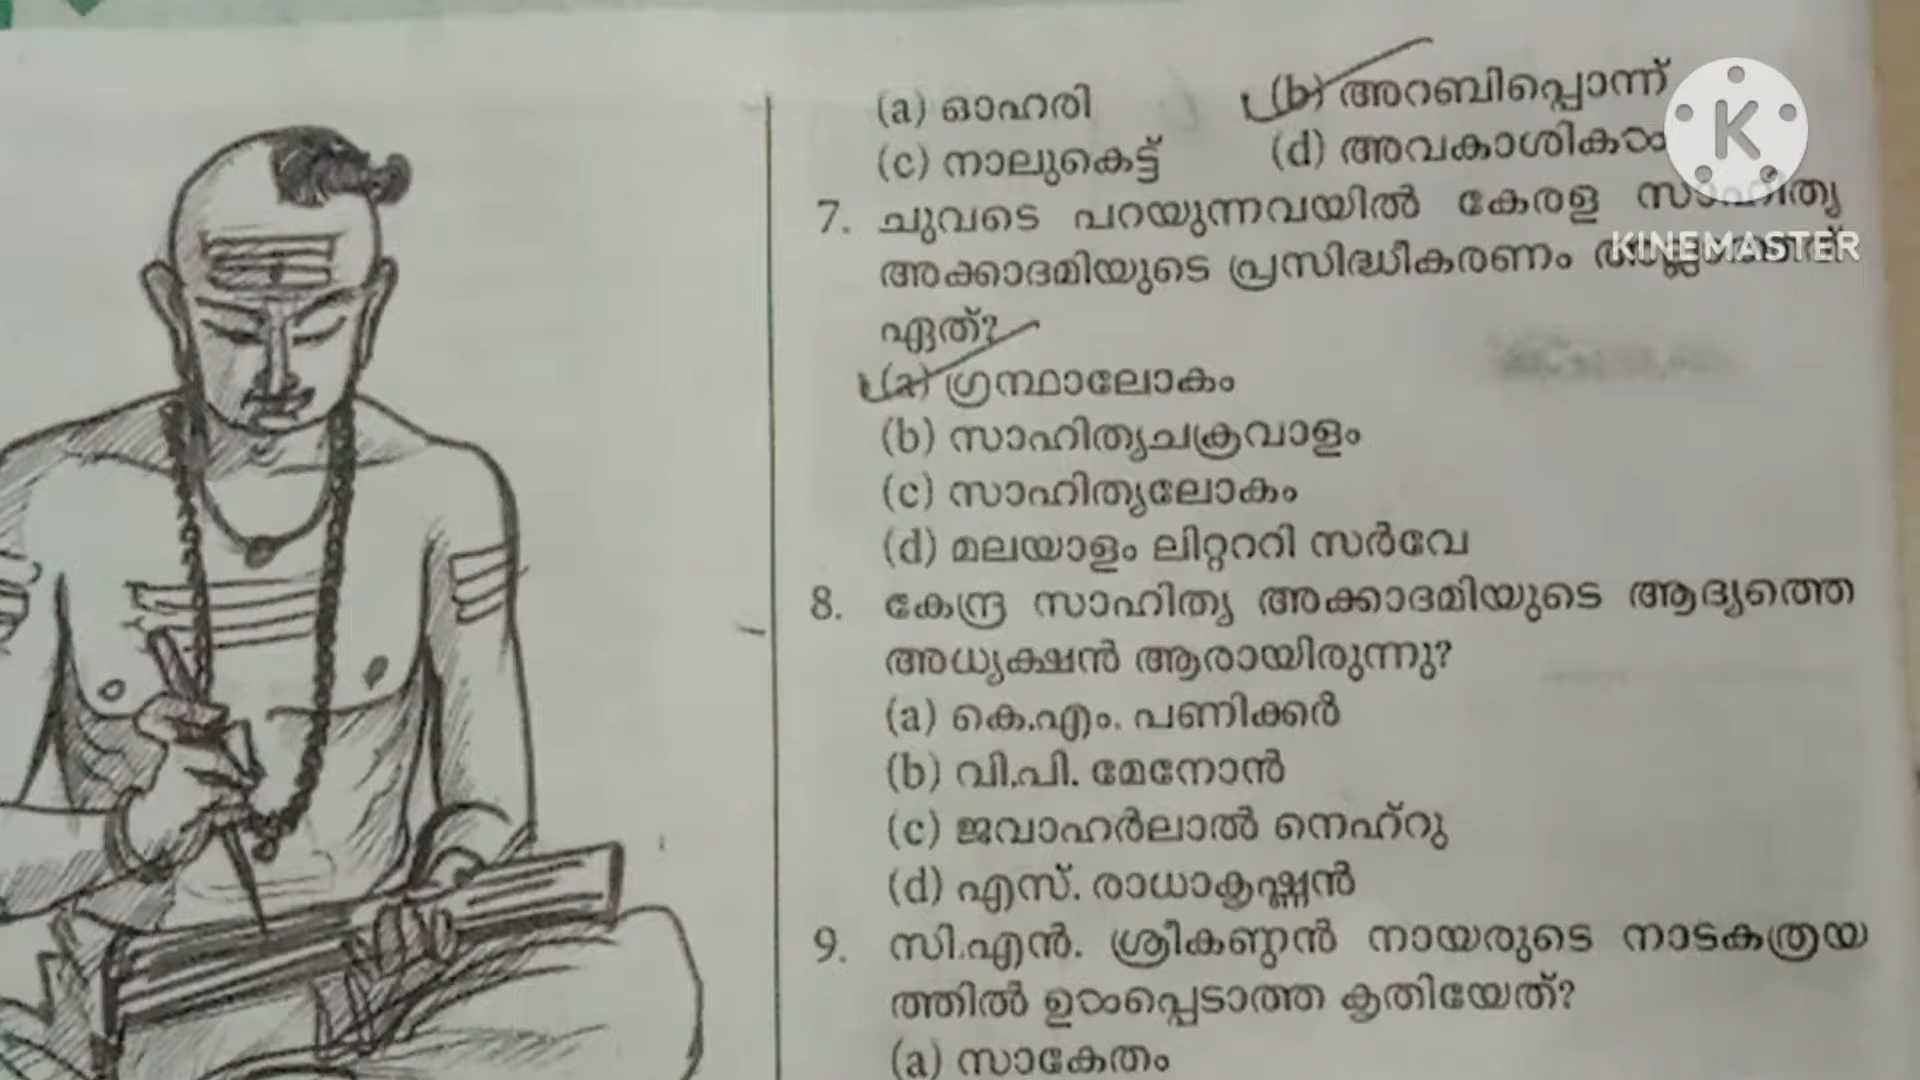 (a) ഓഹരി (b) അറബിപ്പൊന്ന്
(c) നാലുകെട്ട് (d) അവകാശികൾ
7. ചുവടെ പറയുന്നവയിൽ കേരള സാഹിത്യ
അക്കാദമിയുടെ പ്രസിദ്ധീകരണം
ഏത്?
(a) ഗ്രന്ഥാലോകം
(b) സാഹിത്യചക്രവാളം
(c) സാഹിത്യലോകം
(d) മലയാളം ലിറ്റററി സർവേ
8. കേന്ദ്ര സാഹിത്യ അക്കാദമിയുടെ ആദ്യത്തെ
അധ്യക്ഷൻ ആരായിരുന്നു?
(a) കെ.എം. പണിക്കർ
(b) വി.പി. മേനോൻ
(c) ജവാഹർലാൽ നെഹ്റു
(d) എസ്. രാധാകൃഷ്ണൻ
9. സി.എൻ. ശ്രീകണ്ഠൻ നായരുടെ നാടകത്രയ
ത്തിൽ ഉൾപ്പെടാത്ത കൃതിയേത്?
(a) സാകേതം
K
KINEMASTER